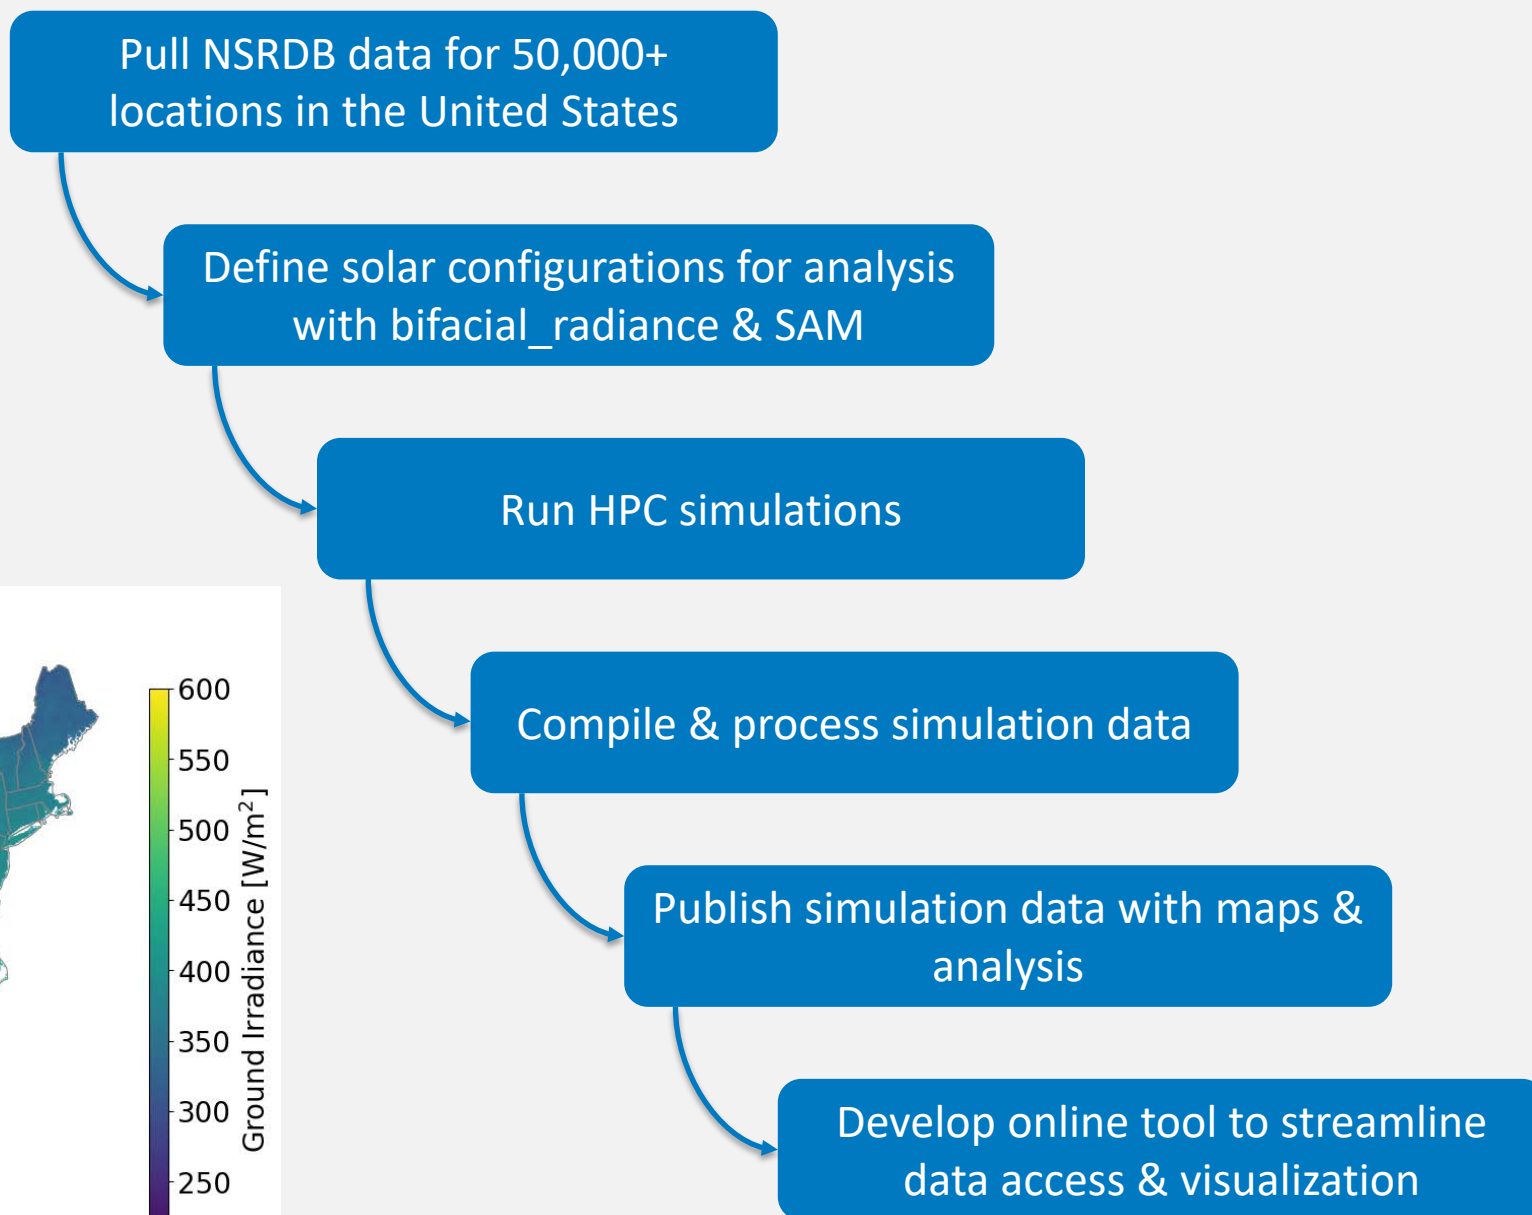 Pull NSRDB data for 50,000+
locations in the United States
Define solar configurations for analysis
with bifacial_radiance & SAM
Run HPC simulations
Compile & process simulation data
Publish simulation data with maps &
analysis
Develop online tool to streamline
data access & visualization
600
550
500
450
400
350
300
250
Ground Irradiance [W/m²]